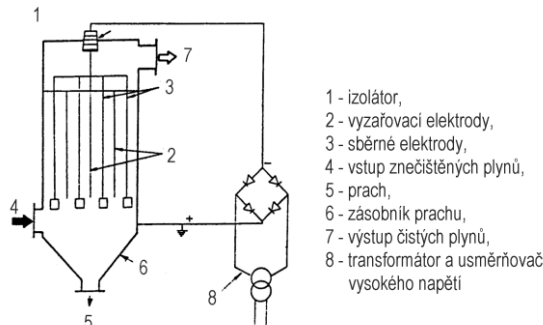 1
7
3
2
4
–
+
6
8
5
1 - izolátor,
2 - vyzařovací elektrody,
3 - sběrné elektrody,
4 - vstup znečištěných plynů,
5 - prach,
6 - zásobník prachu,
7 - výstup čistých plynů,
8 - transformátor a usměrňovač
vysokého napětí